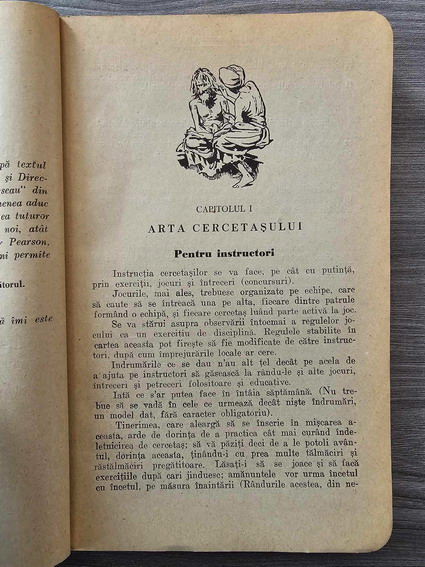 pă textul
și Direc-
seau" din
enea aduc
ea tuturor
noi, atât
Pearson,
mi permite
ătorul.
ă îmi este
CAPITOLUL I
ARTA CERCETAȘULUI
Pentru instructori
Instrucția cercetașilor se va face, pe cât cu putință,
prin exerciții, jocuri și întreceri (concursuri).
Jocurile, mai ales, trebuesc organizate pe echipe, care
să caute să se întreacă una pe alta, fiecare dintre patrule
formând o echipă, și fiecare cercetaș luând parte activă la joc.
Se va stărui asupra observării întocmai a regulelor jo-
cului ca un exercitiu de disciplină. Regulele stabilite în
cartea aceasta pot firește să fie modificate de către instruc-
tori, după cum împrejurările locale ar cere.
Indrumările ce se dau n'au alt țel decât pe acela de
a ajuta pe instructori să găsească la rându-le și alte jocuri,
întreceri și petreceri folositoare și educative.
Iată ce s'ar putea face în întâia săptămână. (Nu tre-
bue să se vadă în cele ce urmează decât niște îndrumări,
un model dat, fără caracter obligatoriu).
Tinerimea, care aleargă să se înscrie în mișcarea a-
ceasta, arde de dorința de a practica cât mai curând înde-
letnicirea de cercetaș; să vă păziți deci de a le potoli avân-
tul, dorința aceasta, ținându-i cu prea multe tălmăciri și
răstălmăciri pregătitoare. Lăsați-i să se joace și să facă
exercițiile după cari jinduesc; amănuntele vor urma încetul
cu încetul, pe măsura înaintării (Rândurile acestea, din ne-